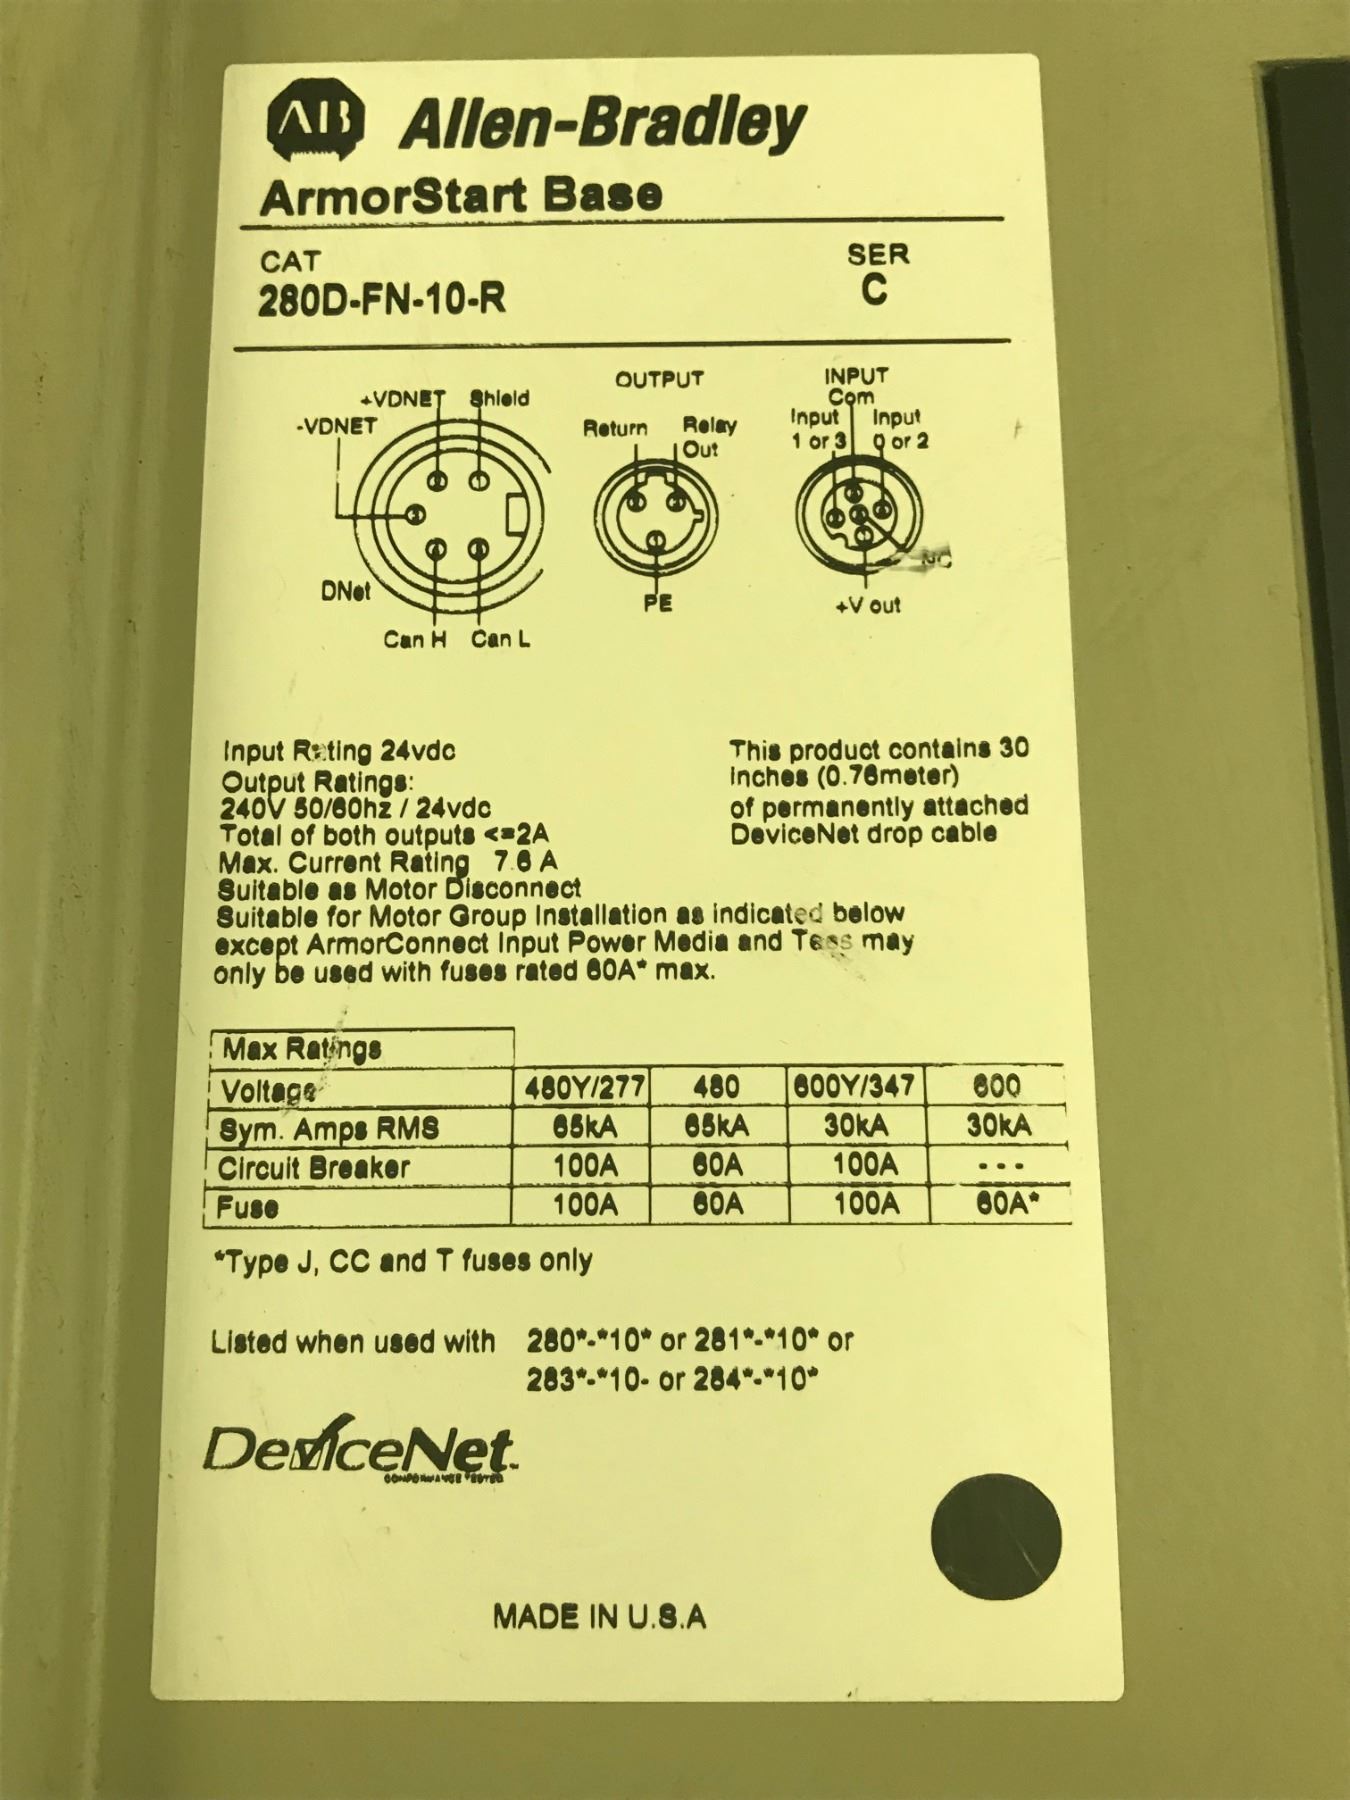 AB Allen-Bradley
ArmorStart Base
CAT
280D-FN-10-R
SER
C
+VDNET Shield
-VDNET
DNet
Can H Can L
OUTPUT
Return Relay
Out
PE
INPUT
Com
Input Input
1 or 3 0 or 2
NC
+V out
Input Rating 24vdc
Output Ratings:
240V 50/60hz / 24vdc
Total of both outputs <=2A
Max. Current Rating 7.6 A
Suitable as Motor Disconnect
Suitable for Motor Group Installation as indicated below
except ArmorConnect Input Power Media and Tees may
only be used with fuses rated 60A* max.
This product contains 30
inches (0.76meter)
of permanently attached
DeviceNet drop cable
Max Ratings
Voltage 480Y/277 480 600Y/347 600
Sym. Amps RMS 65kA 65kA 30kA 30kA
Circuit Breaker 100A 60A 100A ---
Fuse 100A 60A 100A 60A*
*Type J, CC and T fuses only
Listed when used with 280*-*10* or 281*-*10* or
283*-*10- or 284*-*10*
DeviceNet™
CONFORMANCE TESTED
MADE IN U.S.A